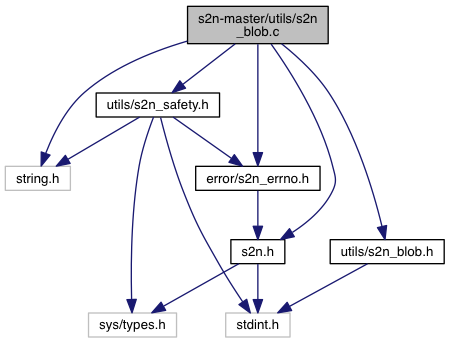 s2n-master/utils/s2n
_blob.c
utils/s2n_safety.h
string.h
error/s2n_errno.h
s2n.h
utils/s2n_blob.h
sys/types.h
stdint.h